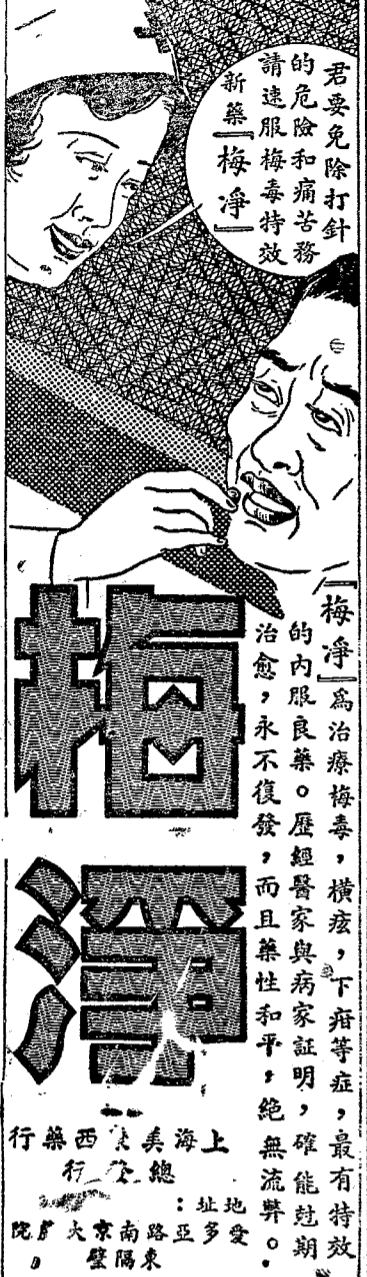 君要免除打針
的危險和痛苦務
請速服梅毒特效
新藥『梅淨』
『梅淨』爲治療梅毒，橫痃，下疳等症，最有特效
的內服良藥。歷經醫家與病家証明，確能尅期
治愈，永不復發，而且藥性和平，絕無流弊。
梅淨
上海美西藥行
總行
地址：
愛多亞路南京大院
東隔壁